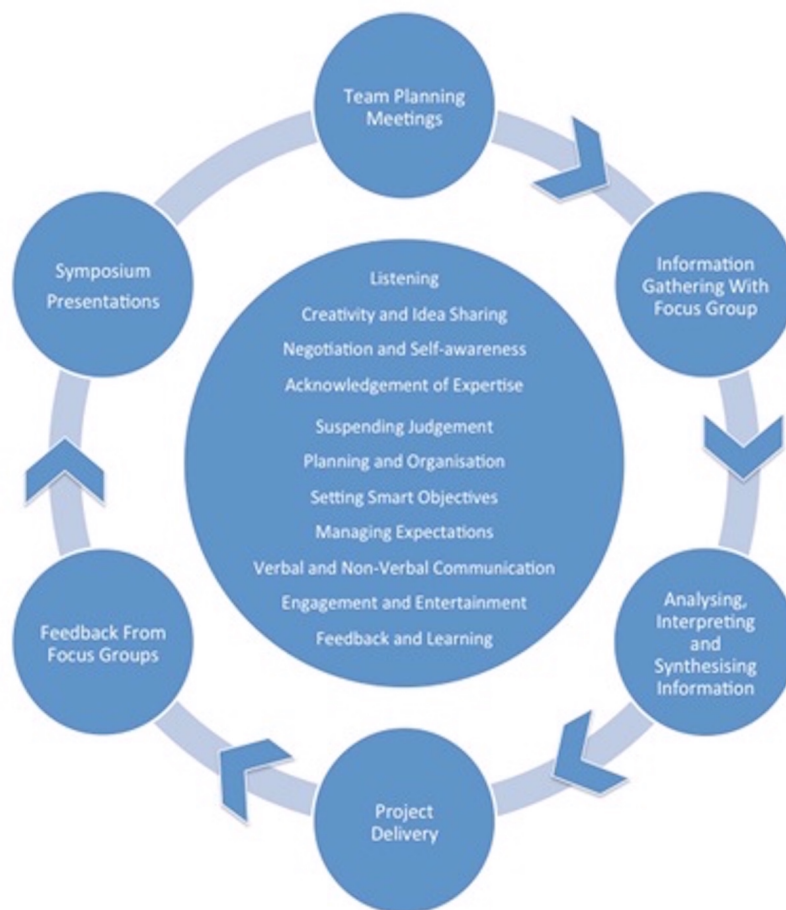 Team Planning
Meetings
Information
Gathering With
Focus Group
Analysing,
Interpreting
and
Synthesising
Information
Project
Delivery
Feedback From
Focus Groups
Symposium
Presentations
Listening
Creativity and Idea Sharing
Negotiation and Self-awareness
Acknowledgement of Expertise
Suspending Judgement
Planning and Organisation
Setting Smart Objectives
Managing Expectations
Verbal and Non-Verbal Communication
Engagement and Entertainment
Feedback and Learning